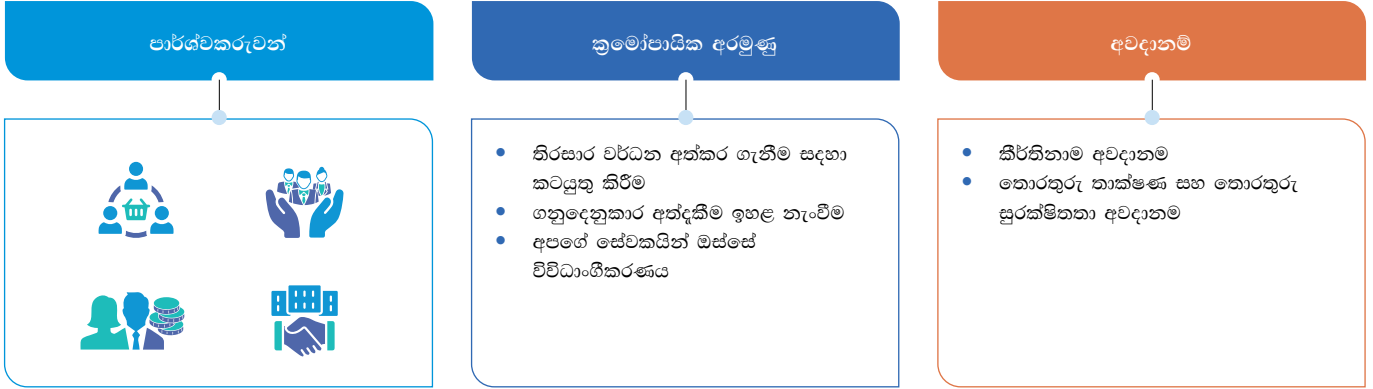 පාර්ශ්වකරුවන්
ක්‍රමෝපායික අරමුණු
තිරසාර වර්ධන අත්කර ගැනීම සදහා
කටයුතු කිරීම
ගනුදෙනුකාර අත්දැකීම ඉහළ නැංවීම
අපගේ සේවකයින් ඔස්සේ
විවිධාංගීකරණය
අවදානම්
කීර්තිනාම අවදානම
තොරතුරු තාක්ෂණ සහ තොරතුරු
සුරක්ෂිතතා අවදානම